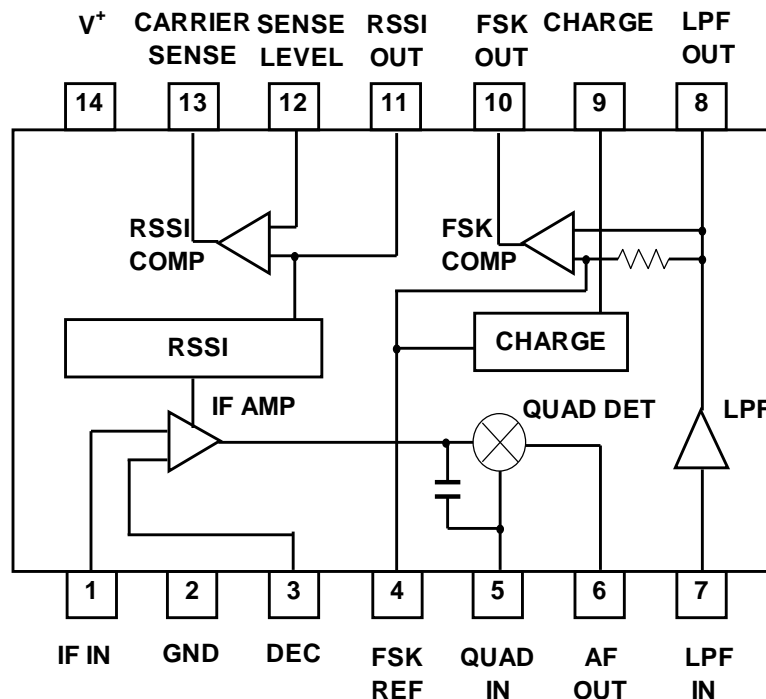 V+ CARRIER SENSE RSSI FSK CHARGE LPF
SENSE LEVEL OUT OUT OUT
14 13 12 11 10 9 8
RSSI FSK
COMP COMP
RSSI CHARGE
IF AMP QUAD DET LPF
1 2 3 4 5 6 7
IF IN GND DEC FSK QUAD AF LPF
REF IN OUT IN